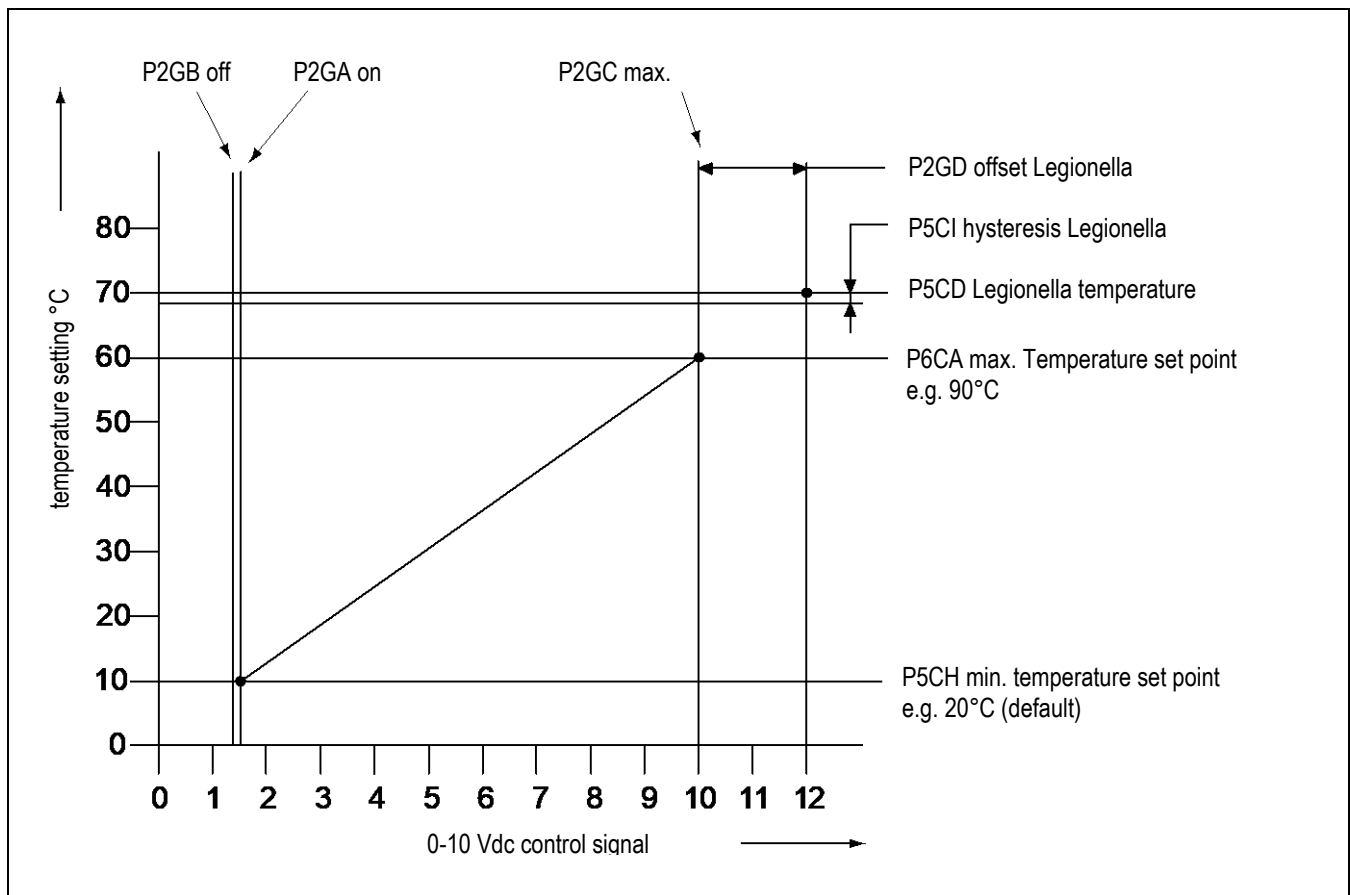 P2GB off
P2GA on
P2GC max.
P2GD offset Legionella
P5CI hysteresis Legionella
P5CD Legionella temperature
P6CA max. Temperature set point
e.g. 90°C
P5CH min. temperature set point
e.g. 20°C (default)
temperature setting °C
80
70
60
50
40
30
20
10
0
0 1 2 3 4 5 6 7 8 9 10 11 12
0-10 Vdc control signal